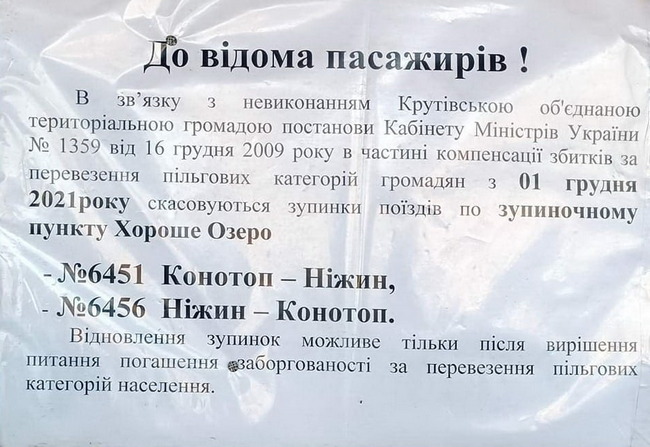 До відома пасажирів !
В зв'язку з невиконанням Крутівською об'єднаною
територіальною громадою постанови Кабінету Міністрів України
№ 1359 від 16 грудня 2009 року в частині компенсації збитків за
перевезення пільгових категорій громадян з 01 грудня
2021року скасовуються зупинки поїздів по зупиночному
пункту Хороше Озеро
- №6451 Конотоп – Ніжин,
- №6456 Ніжин – Конотоп.
Відновлення зупинок можливе тільки після вирішення
питання погашення заборгованості за перевезення пільгових
категорій населення.